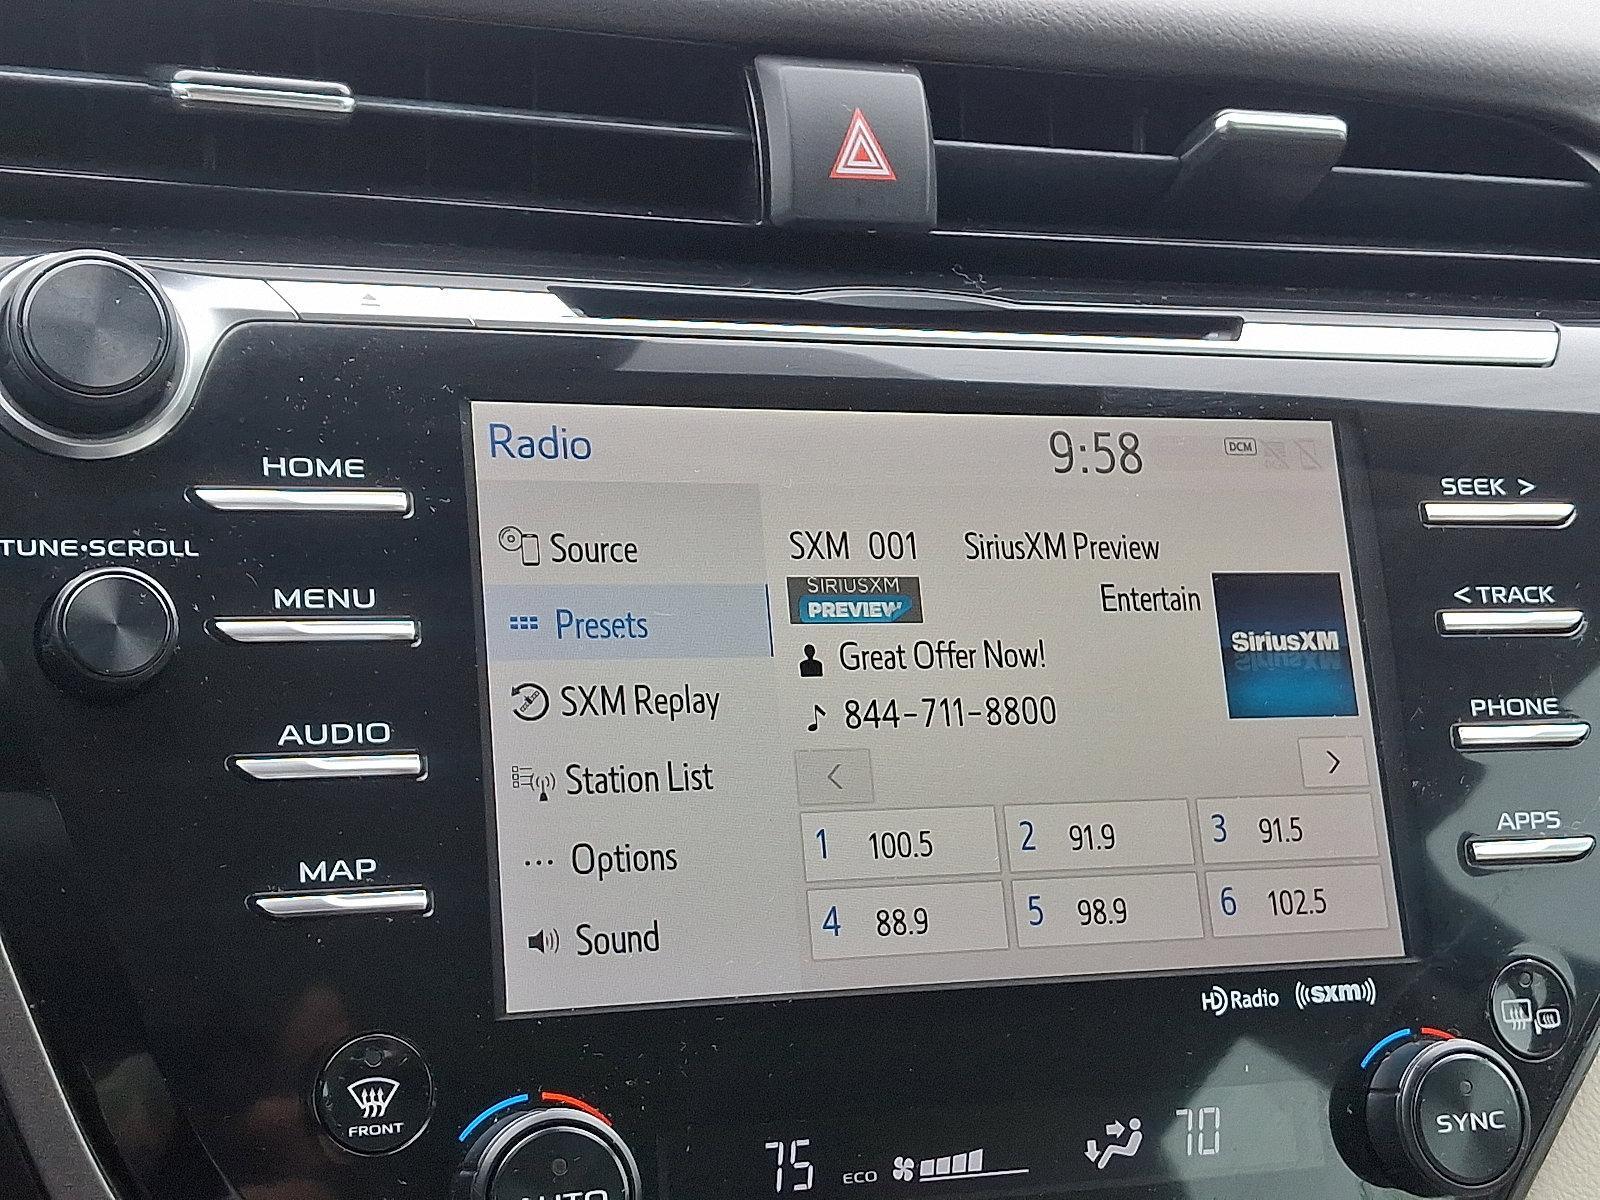 HOME
TUNE•SCROLL
MENU
AUDIO
MAP
Radio
9:58
DCM
Source
Presets
SXM Replay
Station List
Options
Sound
SXM 001 SiriusXM Preview
SIRIUSXM
PREVIEW
Entertain
SiriusXM
Great Offer Now!
844-711-8800
<
>
1 100.5
2 91.9
3 91.5
4 88.9
5 98.9
6 102.5
SEEK >
< TRACK
PHONE
APPS
HD Radio
((SXM))
FRONT
AUTO
75
ECO
70
SYNC